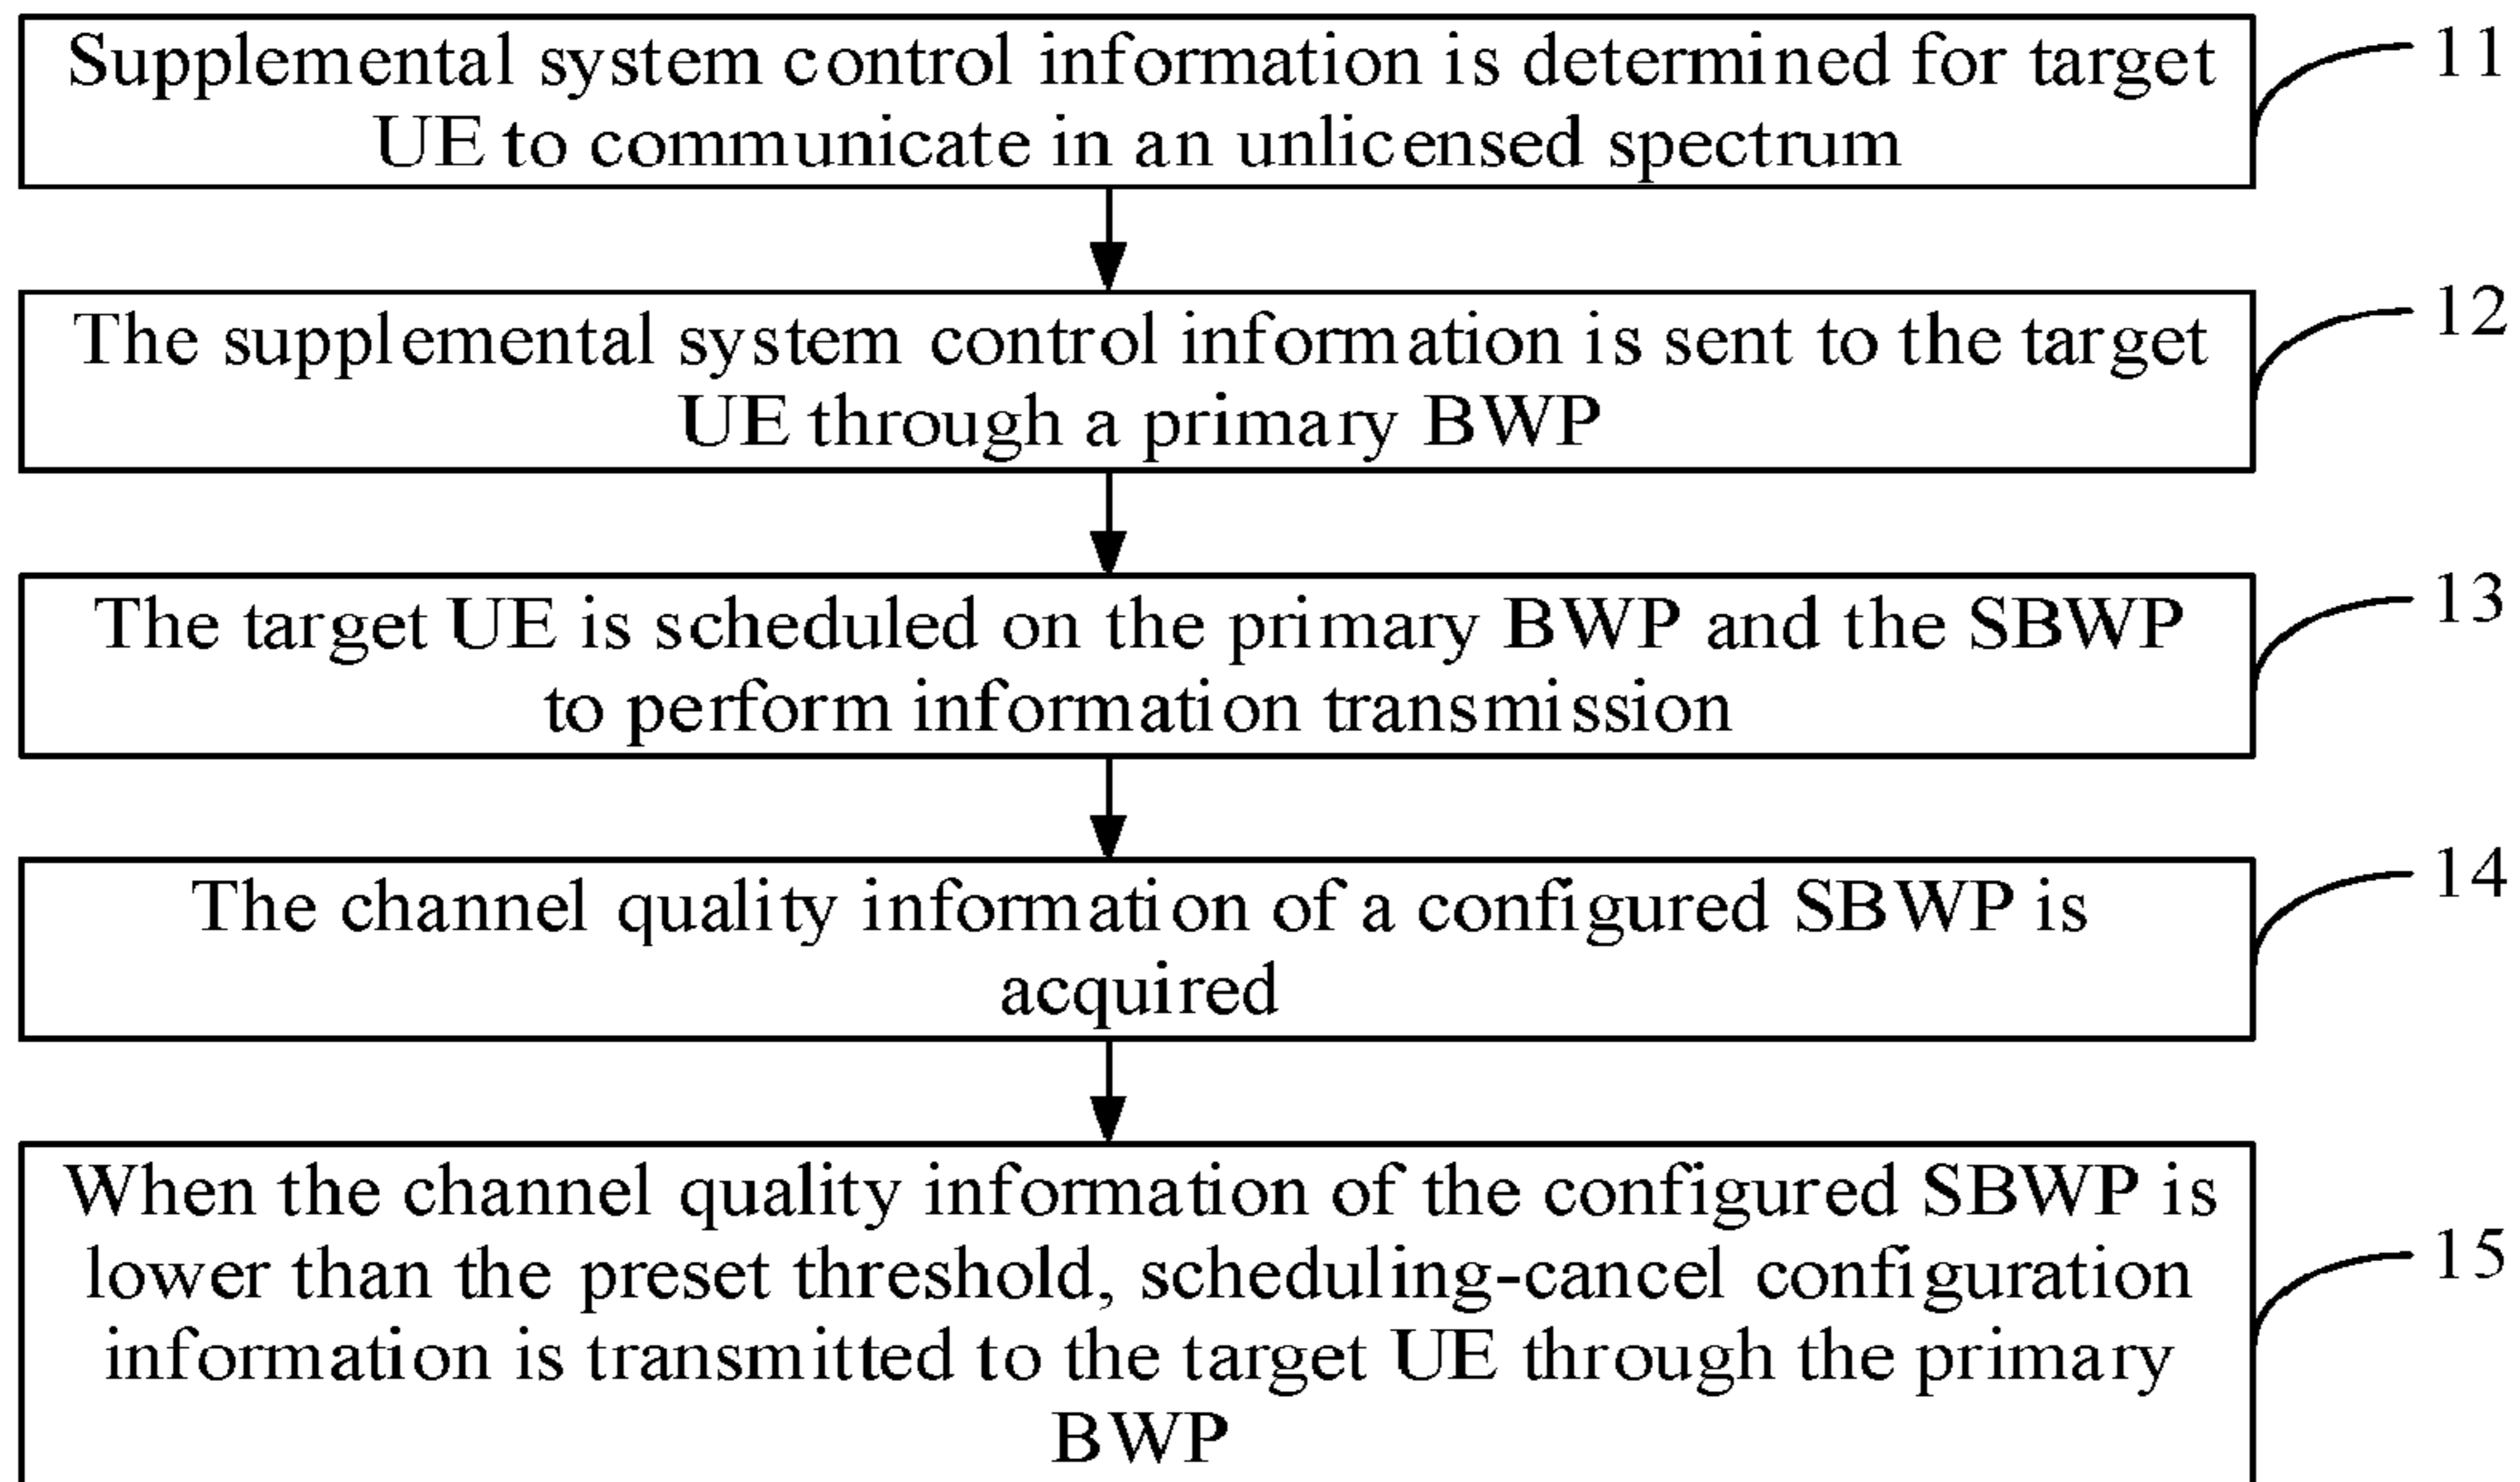 Supplemental system control information is determined for target
UE to communicate in an unlicensed spectrum
11
The supplemental system control information is sent to the target
UE through a primary BWP
12
The target UE is scheduled on the primary BWP and the SBWP
to perform information transmission
13
The channel quality information of a configured SBWP is
acquired
14
When the channel quality information of the configured SBWP is
lower than the preset threshold, scheduling-cancel configuration
information is transmitted to the target UE through the primary
BWP
15